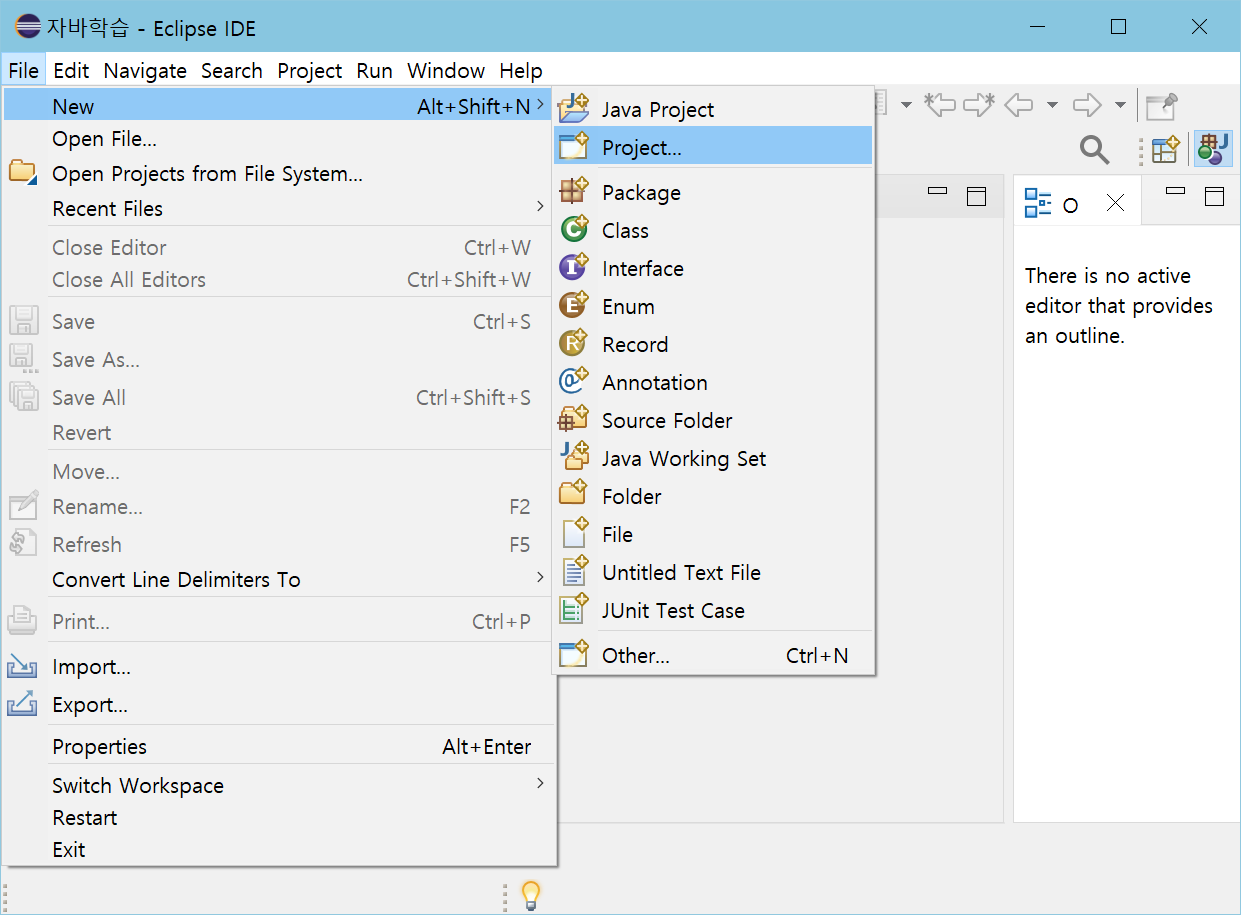 자바학습 - Eclipse IDE
File Edit Navigate Search Project Run Window Help
New Alt+Shift+N
Open File...
Open Projects from File System...
Recent Files
Close Editor Ctrl+W
Close All Editors Ctrl+Shift+W
Save Ctrl+S
Save As...
Save All Ctrl+Shift+S
Revert
Move...
Rename... F2
Refresh F5
Convert Line Delimiters To
Print... Ctrl+P
Import...
Export...
Properties Alt+Enter
Switch Workspace
Restart
Exit
Java Project
Project...
Package
Class
Interface
Enum
Record
Annotation
Source Folder
Java Working Set
Folder
File
Untitled Text File
JUnit Test Case
Other... Ctrl+N
O
There is no active
editor that provides
an outline.